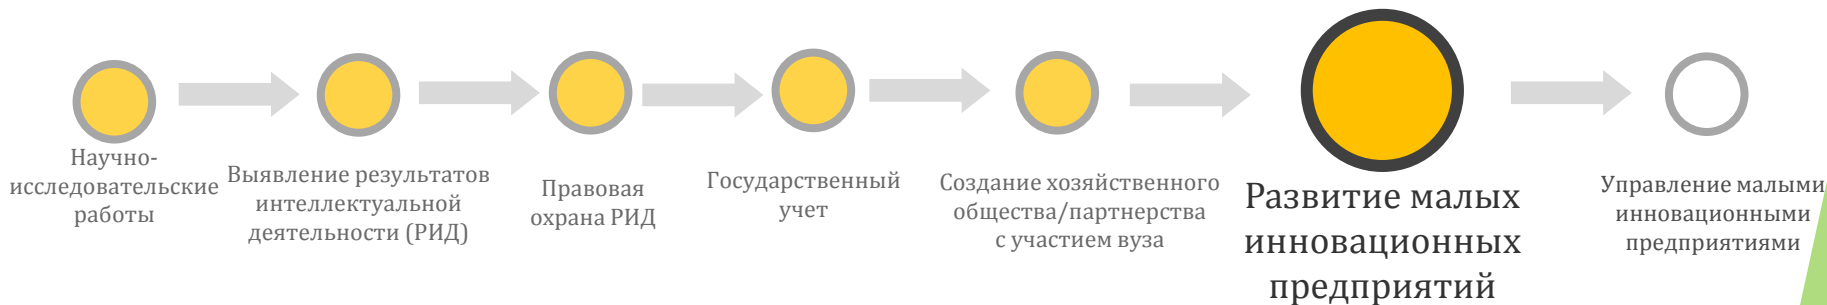 Научно-
исследовательские
работы
Выявление результатов
интеллектуальной
деятельности (РИД)
Правовая
охрана РИД
Государственный
учет
Создание хозяйственного
общества/партнерства
с участием вуза
Развитие малых
инновационных
предприятий
Управление малыми
инновационными
предприятиями